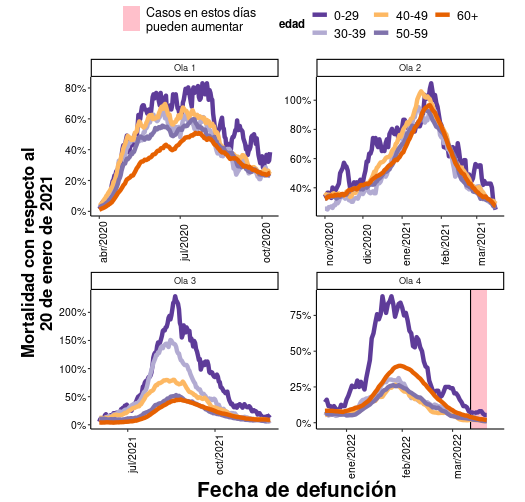 Casos en estos días
pueden aumentar
edad
0-29
30-39
40-49
50-59
60+
Mortalidad con respecto al
20 de enero de 2021
Ola 1
80%
60%
40%
20%
0%
abr/2020
jul/2020
oct/2020
Ola 2
100%
80%
60%
40%
nov/2020
dic/2020
ene/2021
feb/2021
mar/2021
Ola 3
200%
150%
100%
50%
0%
jul/2021
oct/2021
Ola 4
75%
50%
25%
0%
ene/2022
feb/2022
mar/2022
Fecha de defunción